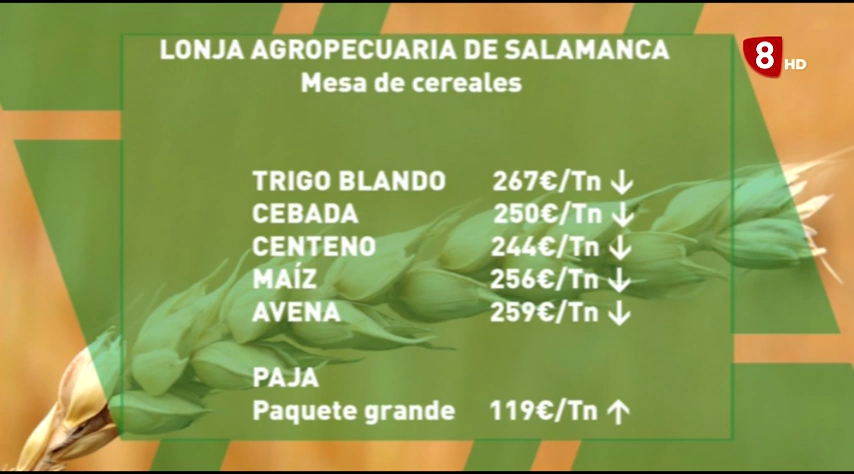 LONJA AGROPECUARIA DE SALAMANCA
8 HD
Mesa de cereales
TRIGO BLANDO 267€/Tn ↓
CEBADA 250€/Tn ↓
CENTENO 244€/Tn ↓
MAÍZ 256€/Tn ↓
AVENA 259€/Tn ↓
PAJA
Paquete grande 119€/Tn ↑